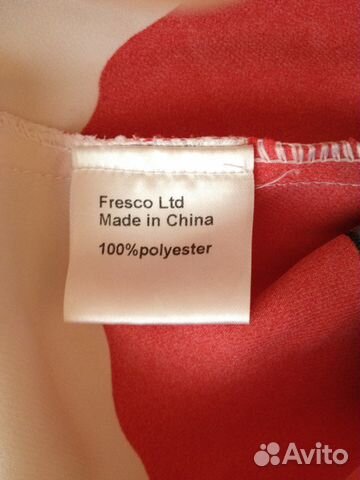 Fresco Ltd
Made in China
100%polyester
Avito